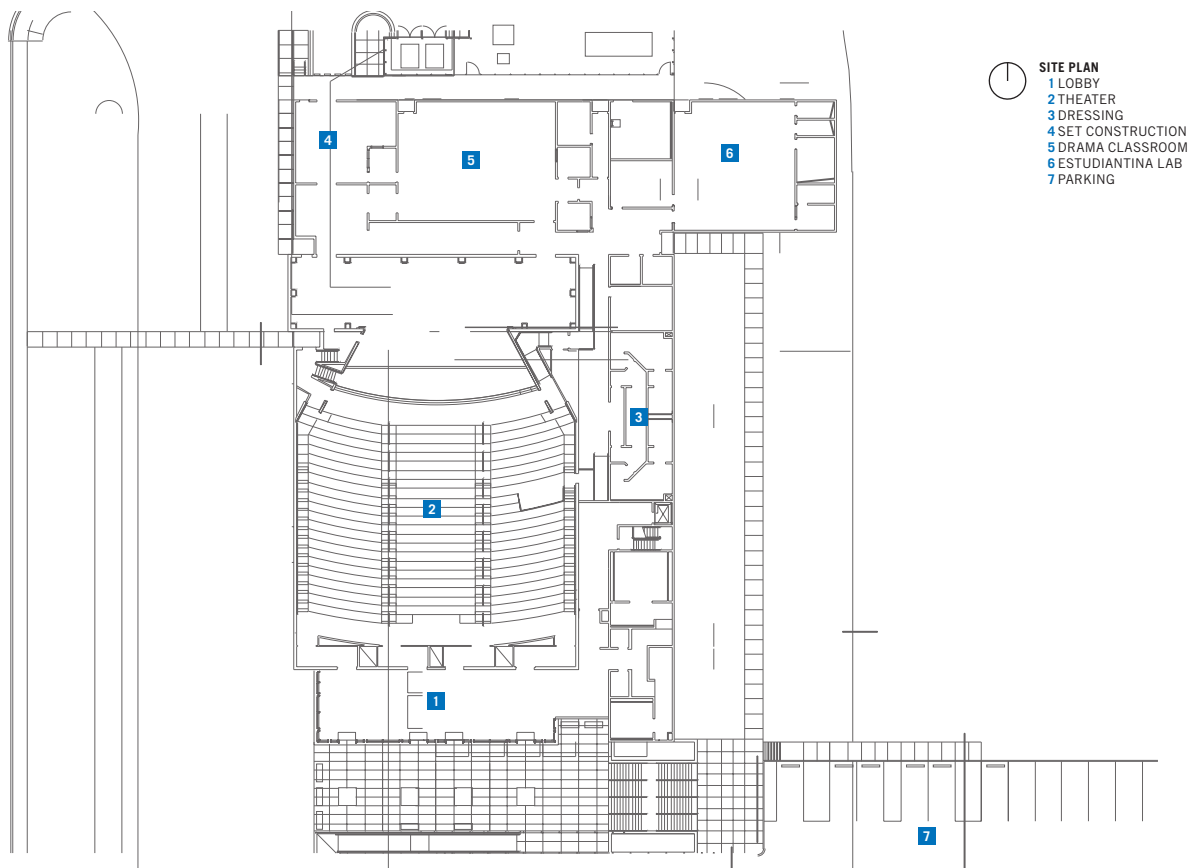 SITE PLAN
1 LOBBY
2 THEATER
3 DRESSING
4 SET CONSTRUCTION
5 DRAMA CLASSROOM
6 ESTUDIANTINA LAB
7 PARKING
4
5
6
3
2
1
7